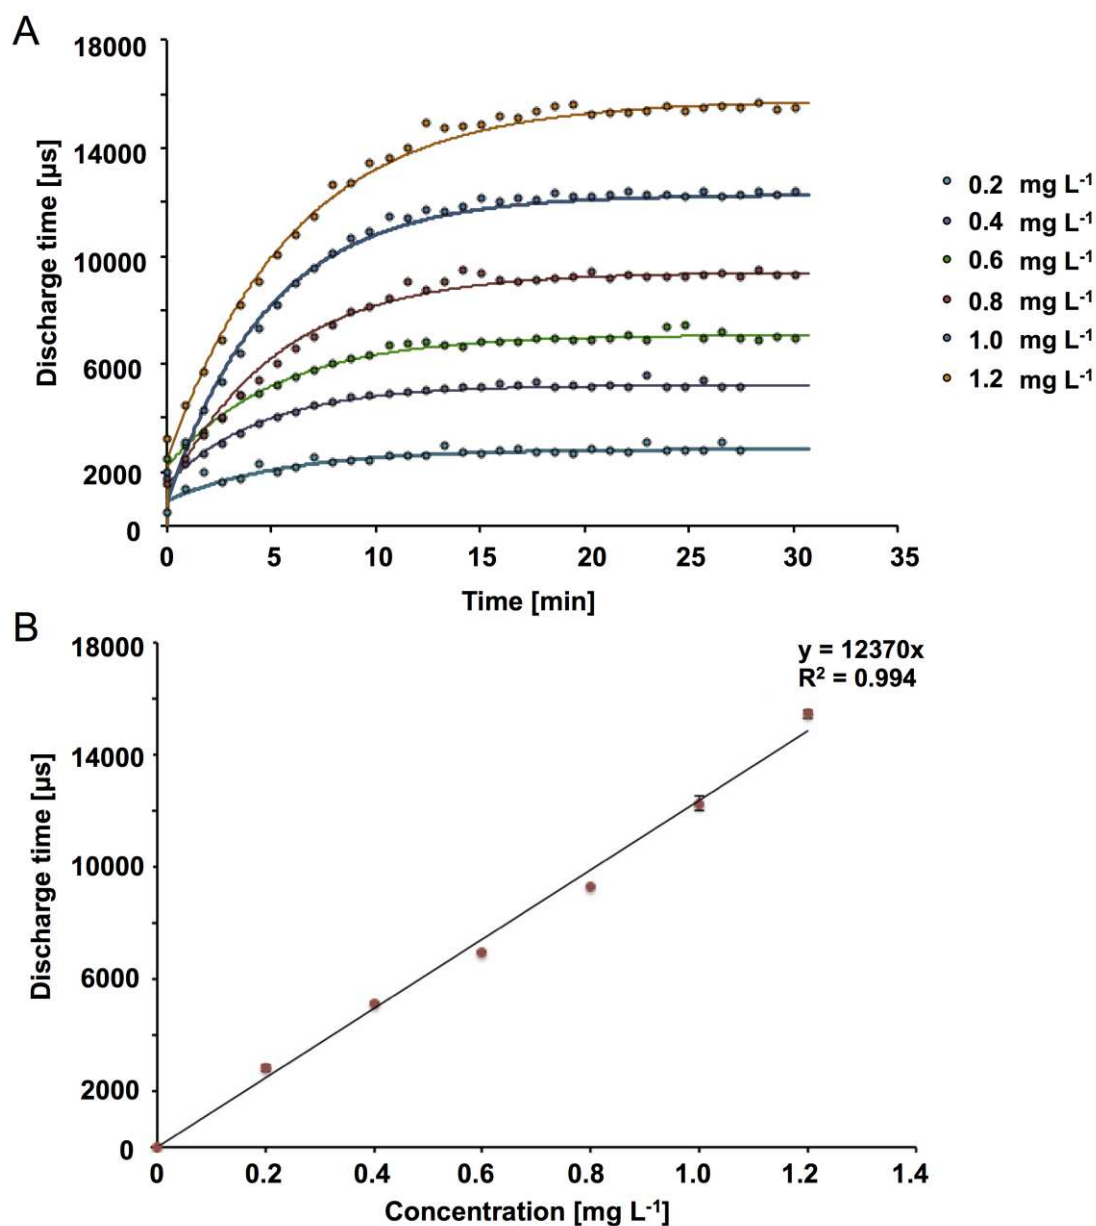 A
18000
14000
10000
6000
2000
0
Discharge time [µs]
0 5 10 15 20 25 30 35
Time [min]
0.2 mg L-1
0.4 mg L-1
0.6 mg L-1
0.8 mg L-1
1.0 mg L-1
1.2 mg L-1
B
18000
14000
10000
6000
2000
0
Discharge time [µs]
y = 12370x
R2 = 0.994
0 0.2 0.4 0.6 0.8 1.0 1.2 1.4
Concentration [mg L-1]